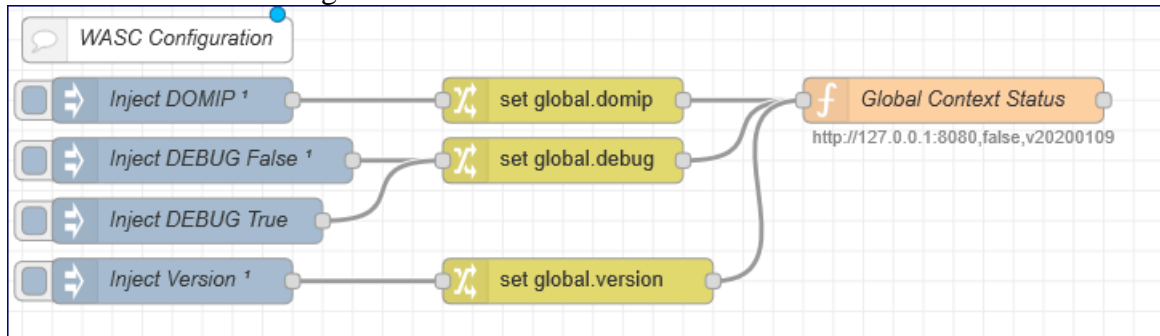 WASC Configuration
Inject DOMIP ¹
set global.domip
Global Context Status
http://127.0.0.1:8080,false,v20200109
Inject DEBUG False ¹
set global.debug
Inject DEBUG True
Inject Version ¹
set global.version